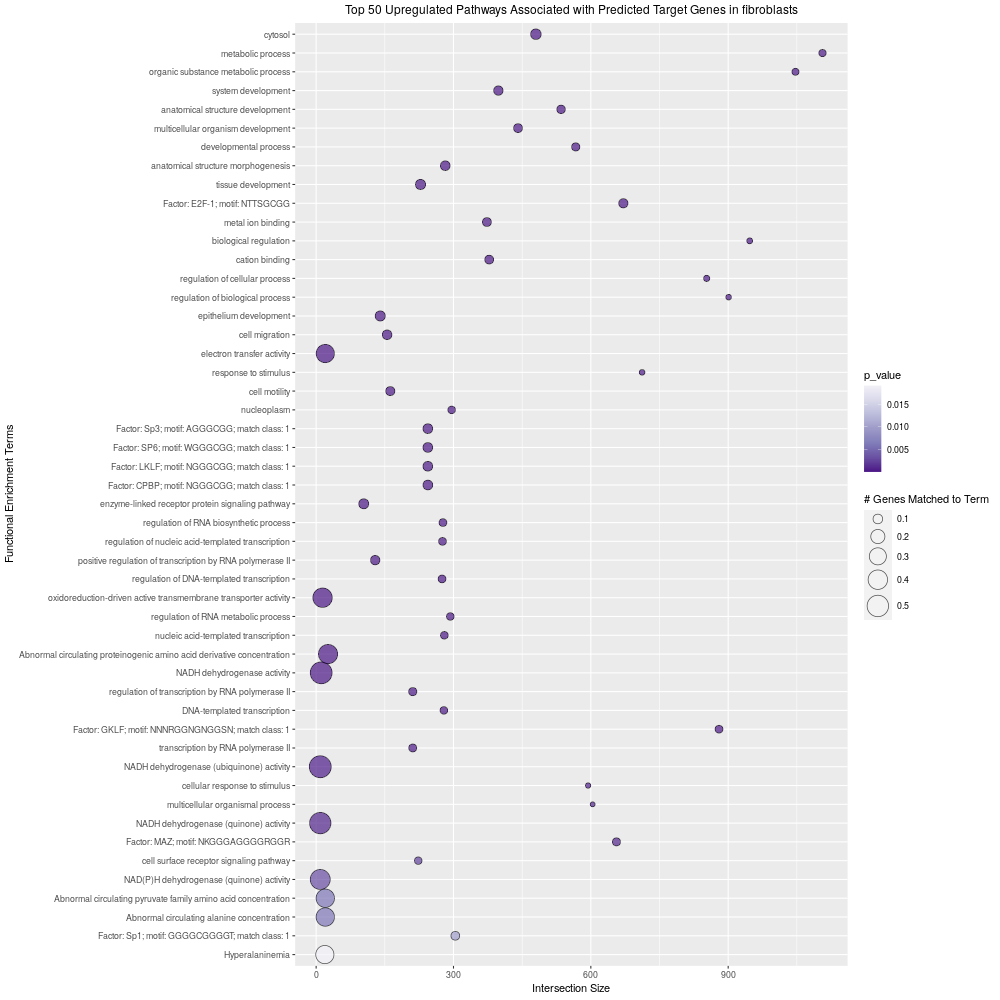 Top 50 Upregulated Pathways Associated with Predicted Target Genes in fibroblasts
Functional Enrichment Terms
cytosol
metabolic process
organic substance metabolic process
system development
anatomical structure development
multicellular organism development
developmental process
anatomical structure morphogenesis
tissue development
Factor: E2F-1; motif: NTTSGCGG
metal ion binding
biological regulation
cation binding
regulation of cellular process
regulation of biological process
epithelium development
cell migration
electron transfer activity
response to stimulus
cell motility
nucleoplasm
Factor: Sp3; motif: AGGGCGG; match class: 1
Factor: SP6; motif: WGGGCGG; match class: 1
Factor: LKLF; motif: NGGGCGG; match class: 1
Factor: CPBP; motif: NGGGCGG; match class: 1
enzyme-linked receptor protein signaling pathway
regulation of RNA biosynthetic process
regulation of nucleic acid-templated transcription
positive regulation of transcription by RNA polymerase II
regulation of DNA-templated transcription
oxidoreduction-driven active transmembrane transporter activity
regulation of RNA metabolic process
nucleic acid-templated transcription
Abnormal circulating proteinogenic amino acid derivative concentration
NADH dehydrogenase activity
regulation of transcription by RNA polymerase II
DNA-templated transcription
Factor: GKLF; motif: NNNRGGNGNGGSN; match class: 1
transcription by RNA polymerase II
NADH dehydrogenase (ubiquinone) activity
cellular response to stimulus
multicellular organismal process
NADH dehydrogenase (quinone) activity
Factor: MAZ; motif: NKGGGAGGGGRGGR
cell surface receptor signaling pathway
NAD(P)H dehydrogenase (quinone) activity
Abnormal circulating pyruvate family amino acid concentration
Abnormal circulating alanine concentration
Factor: Sp1; motif: GGGGCGGGGT; match class: 1
Hyperalaninemia
0 300 600 900
Intersection Size
p_value
0.015
0.010
0.005
# Genes Matched to Term
0.1
0.2
0.3
0.4
0.5